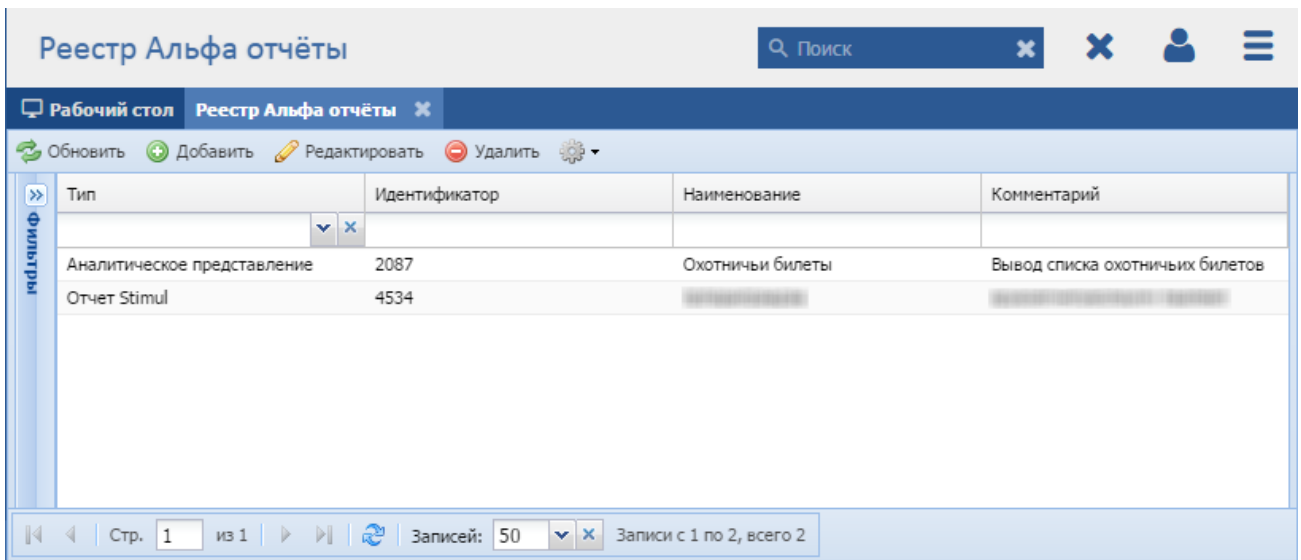 Реестр Альфа отчёты
Поиск
Рабочий стол Реестр Альфа отчёты
Обновить Добавить Редактировать Удалить
Тип Идентификатор Наименование Комментарий
Фильтры
Аналитическое представление 2087 Охотничьи билеты Вывод списка охотничьих билетов
Отчет Stimul 4534
Стр. 1 из 1 Записей: 50 Записи с 1 по 2, всего 2